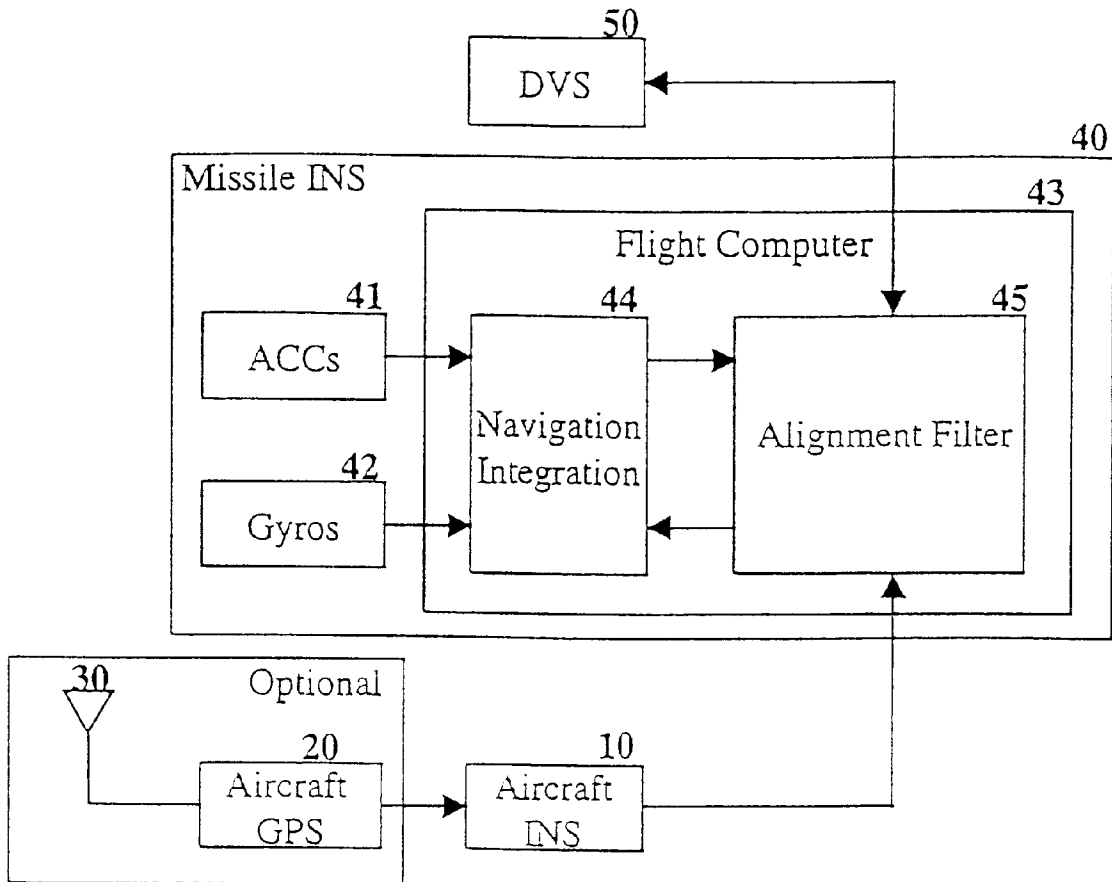 50
DVS
40
Missile INS
43
Flight Computer
41
ACCs
44
45
Navigation
Integration
Alignment Filter
42
Gyros
30
Optional
20
Aircraft
GPS
10
Aircraft
INS